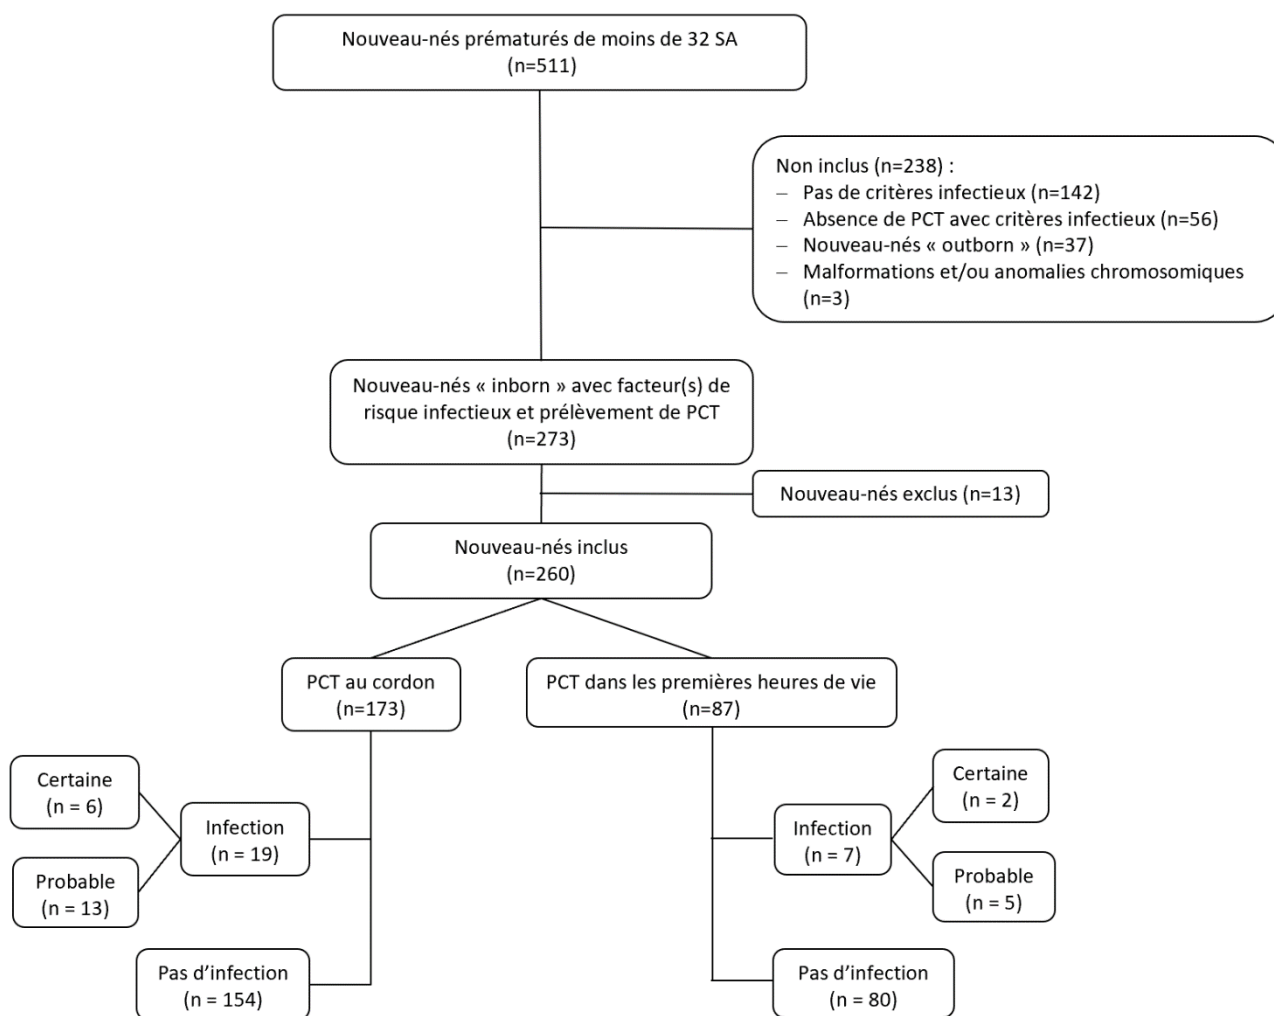 Nouveau-nés prématurés de moins de 32 SA
(n=511)
Non inclus (n=238) :
– Pas de critères infectieux (n=142)
– Absence de PCT avec critères infectieux (n=56)
– Nouveau-nés « outborn » (n=37)
– Malformations et/ou anomalies chromosomiques
(n=3)
Nouveau-nés « inborn » avec facteur(s) de
risque infectieux et prélèvement de PCT
(n=273)
Nouveau-nés exclus (n=13)
Nouveau-nés inclus
(n=260)
PCT au cordon
(n=173)
PCT dans les premières heures de vie
(n=87)
Certaine
(n = 6)
Infection
(n = 19)
Probable
(n = 13)
Pas d’infection
(n = 154)
Certaine
(n = 2)
Infection
(n = 7)
Probable
(n = 5)
Pas d’infection
(n = 80)